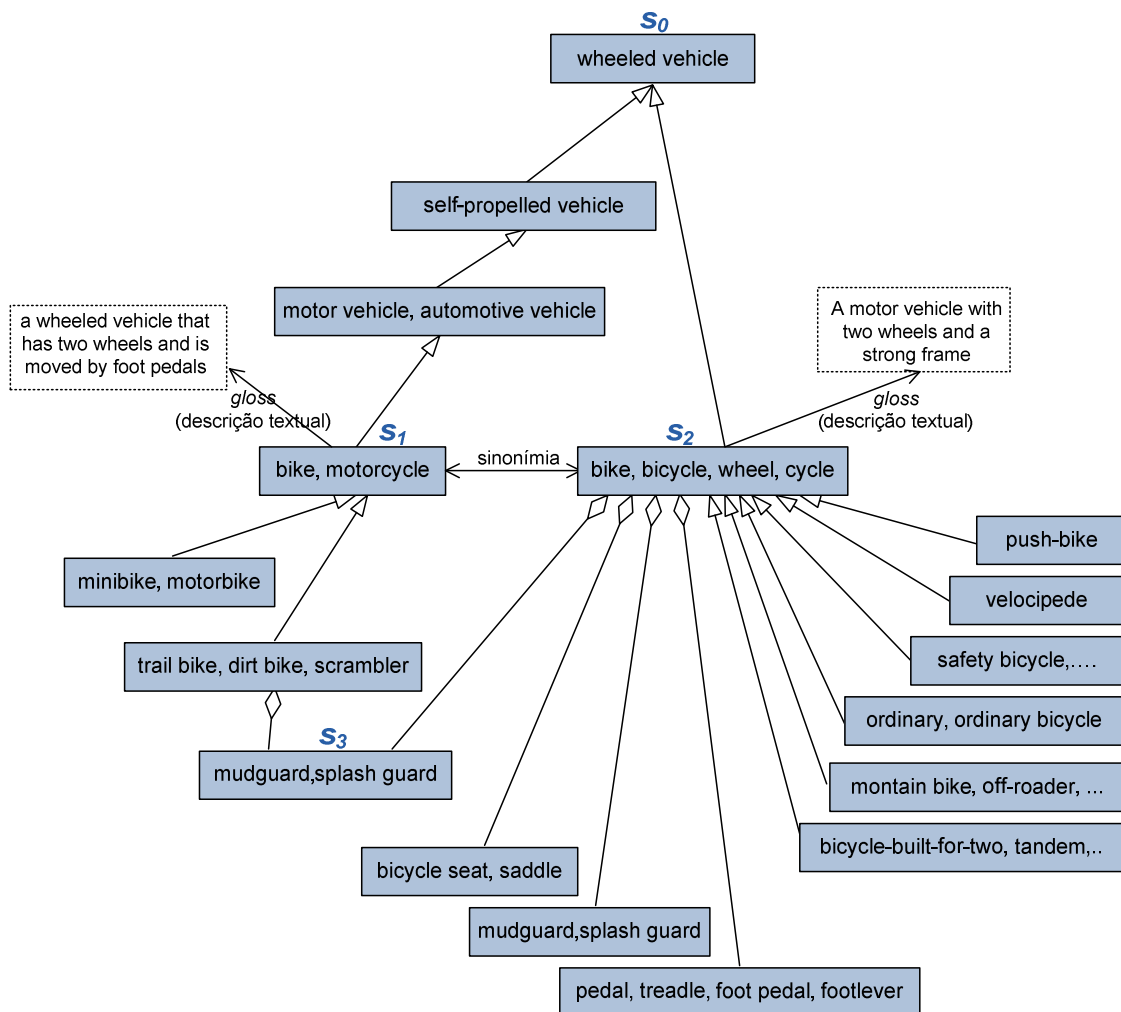 S0
wheeled vehicle
self-propelled vehicle
motor vehicle, automotive vehicle
a wheeled vehicle that
has two wheels and is
moved by foot pedals
A motor vehicle with
two wheels and a
strong frame
gloss
(descrição textual)
gloss
(descrição textual)
S1
bike, motorcycle
sinonímia
S2
bike, bicycle, wheel, cycle
push-bike
minibike, motorbike
velocipede
trail bike, dirt bike, scrambler
safety bicycle,....
ordinary, ordinary bicycle
S3
mudguard,splash guard
montain bike, off-roader, ...
bicycle-built-for-two, tandem,..
bicycle seat, saddle
mudguard,splash guard
pedal, treadle, foot pedal, footlever